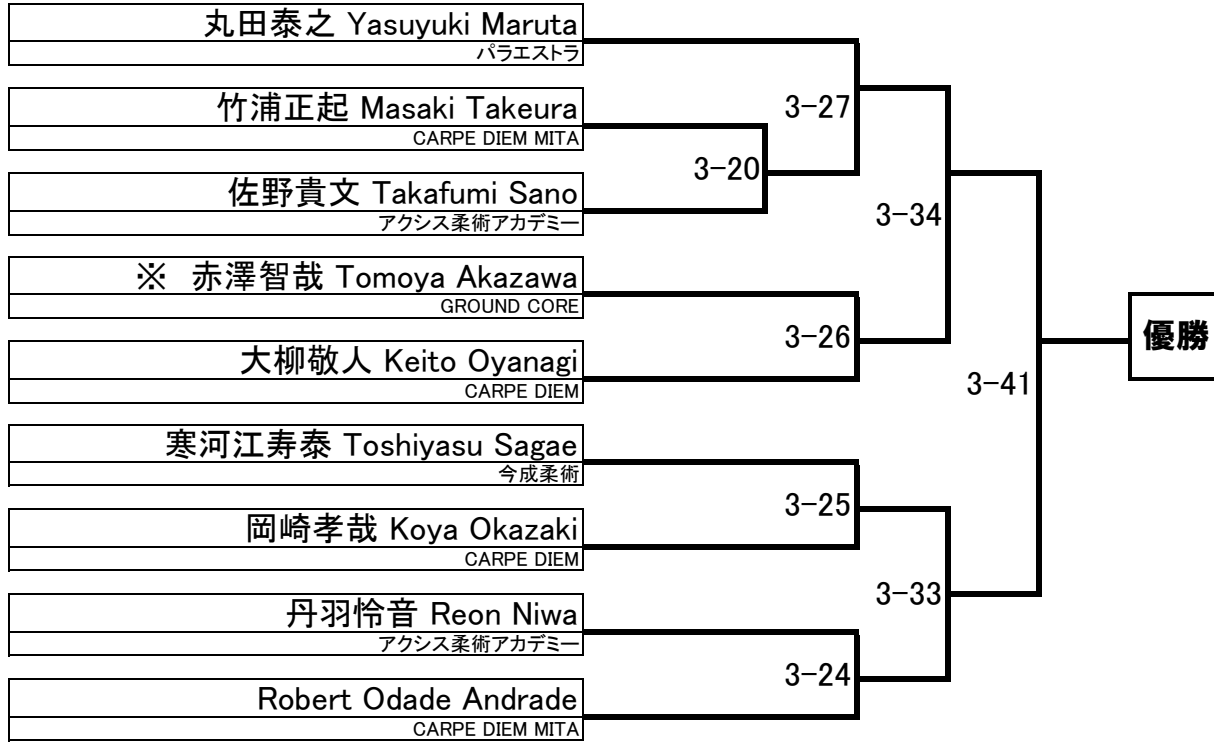 丸田泰之 Yasuyuki Maruta
パラエストラ
竹浦正起 Masaki Takeura
CARPE DIEM MITA
佐野貴文 Takafumi Sano
アクシス柔術アカデミー
※ 赤澤智哉 Tomoya Akazawa
GROUND CORE
大柳敬人 Keito Oyanagi
CARPE DIEM
寒河江寿泰 Toshiyasu Sagae
今成柔術
岡崎孝哉 Koya Okazaki
CARPE DIEM
丹羽怜音 Reon Niwa
アクシス柔術アカデミー
Robert Odade Andrade
CARPE DIEM MITA
3-20
3-27
3-26
3-25
3-24
3-34
3-33
3-41
優勝